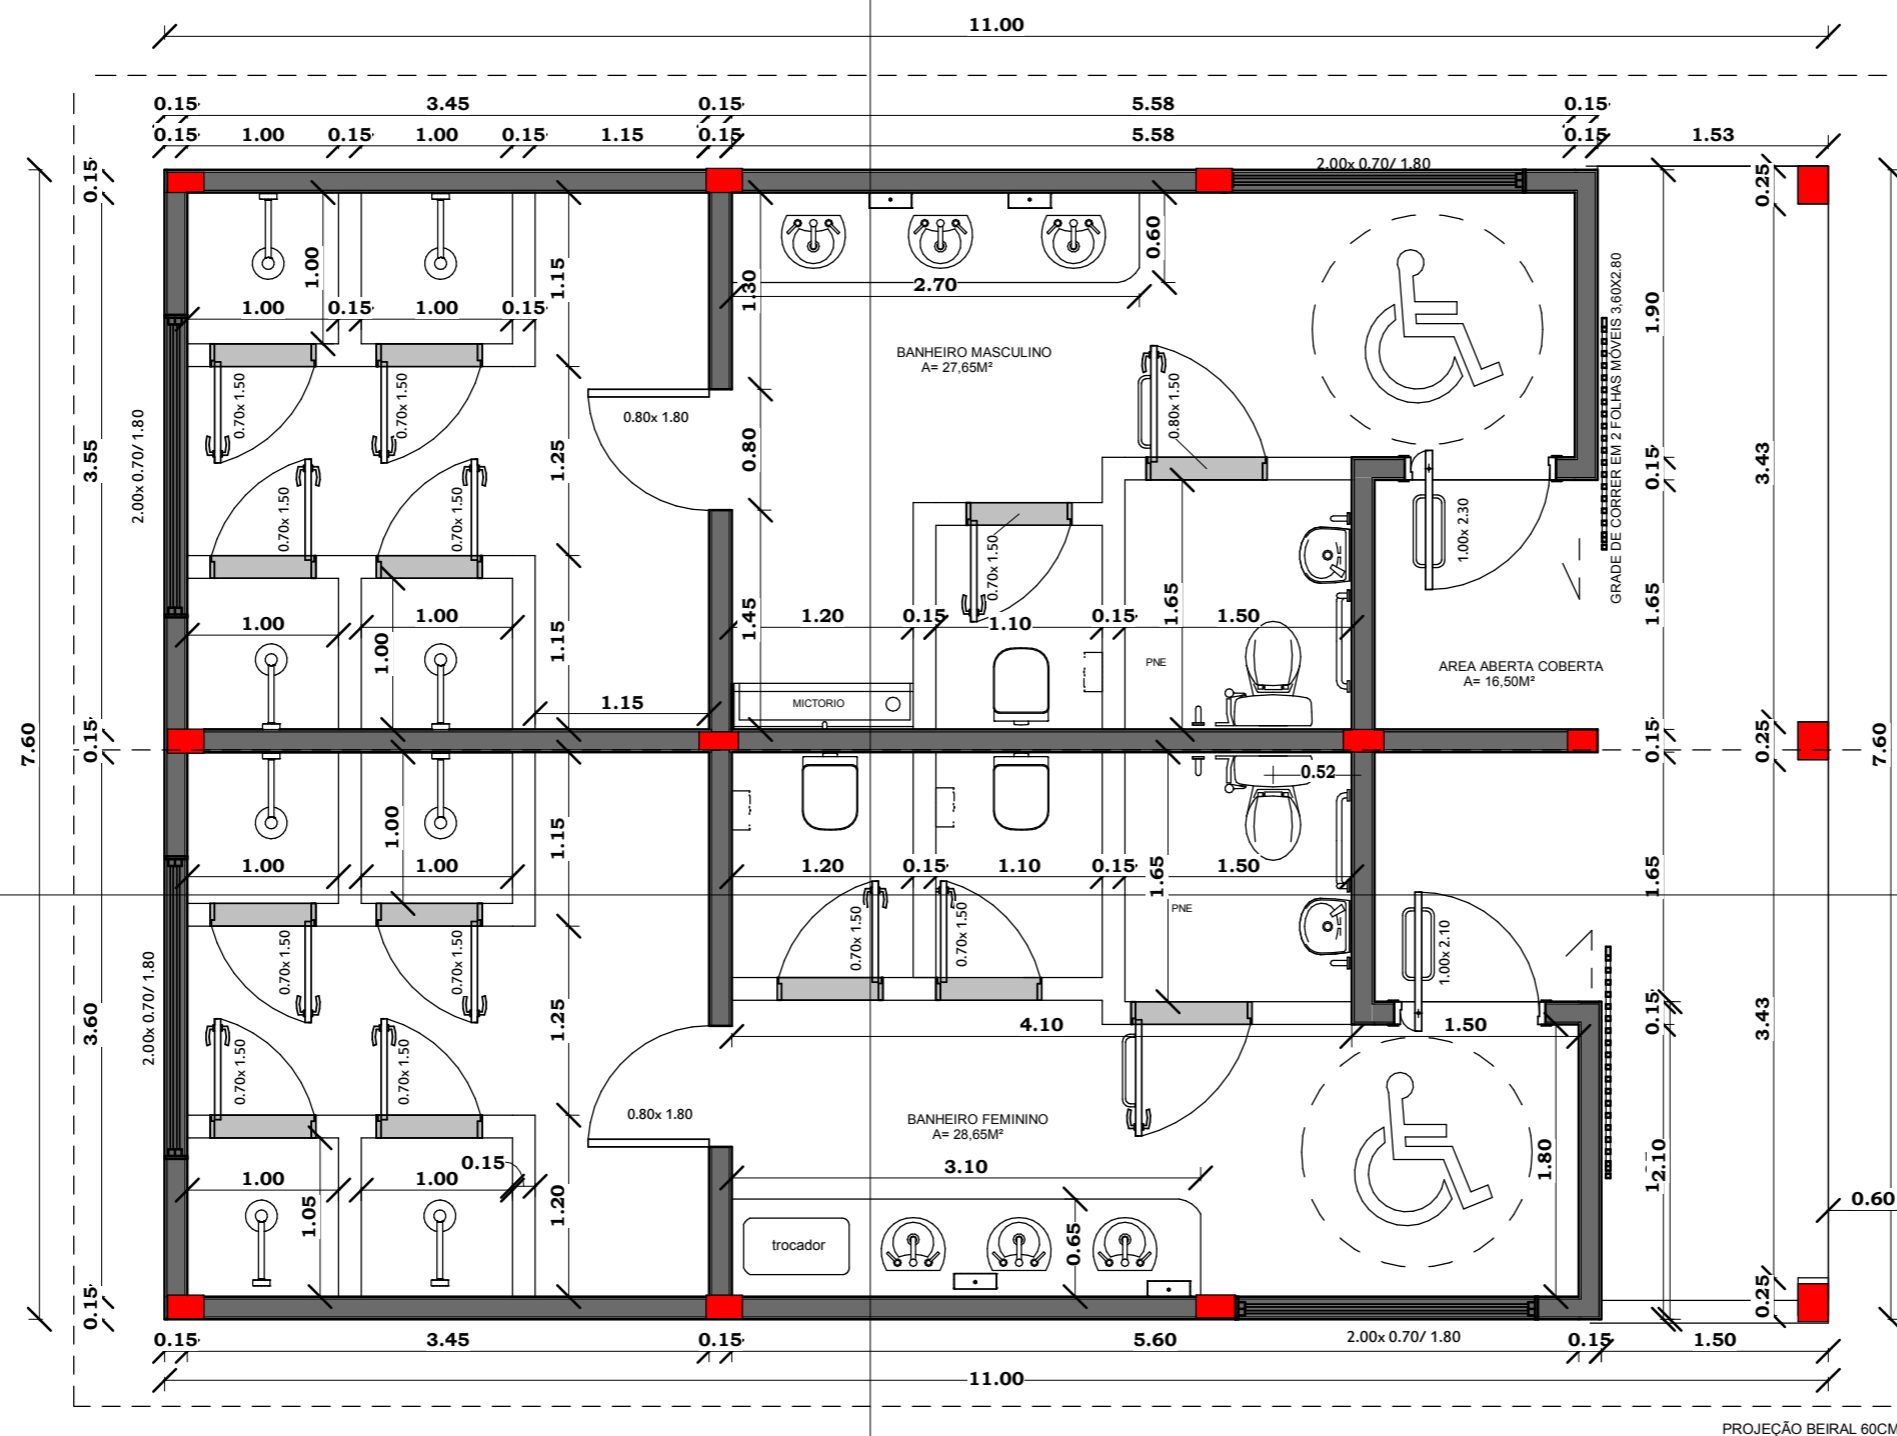 11.00
0.15 3.45 0.15 5.58 0.15
0.15 1.00 0.15 1.00 0.15 1.15 0.15 5.58 0.15 1.53
2.00x 0.70/ 1.80
0.15
0.25
1.00
1.15
0.60
1.30
2.70
1.00 0.15 1.00 0.15
1.90
GRADE DE CORRER EM 2 FOLHAS MÓVEIS 3,60X2.80
BANHEIRO MASCULINO
A= 27,65M²
0.70x 1.50
0.70x 1.50
0.80x 1.80
0.80x 1.50
2.00x 0.70/ 1.80
3.55
1.25
0.80
0.15
3.43
0.70x 1.50
0.70x 1.50
0.70x 1.50
1.00x 2.30
1.00 1.00
1.00
1.15
1.45
1.20 0.15 1.10 0.15 1.50
1.65
1.65
PNE
AREA ABERTA COBERTA
A= 16,50M²
1.15
MICTORIO
7.60
0.15
0.15
0.25
7.60
0.52
1.00
1.15
1.00 1.00
1.20 0.15 1.10 0.15 1.50
1.65
1.65
PNE
0.70x 1.50
0.70x 1.50
0.70x 1.50
0.70x 1.50
1.00x 2.10
2.00x 0.70/ 1.80
3.60
1.25
4.10 1.50
0.15
3.43
0.70x 1.50
0.70x 1.50
0.80x 1.80
BANHEIRO FEMININO
A= 28,65M²
1.00 1.00 0.15
1.05
1.20
3.10
1.80
2.10
0.60
trocador
0.65
0.15
0.25
0.15 3.45 0.15 5.60 2.00x 0.70/ 1.80 0.15 1.50
11.00
PROJEÇÃO BEIRAL 60CM